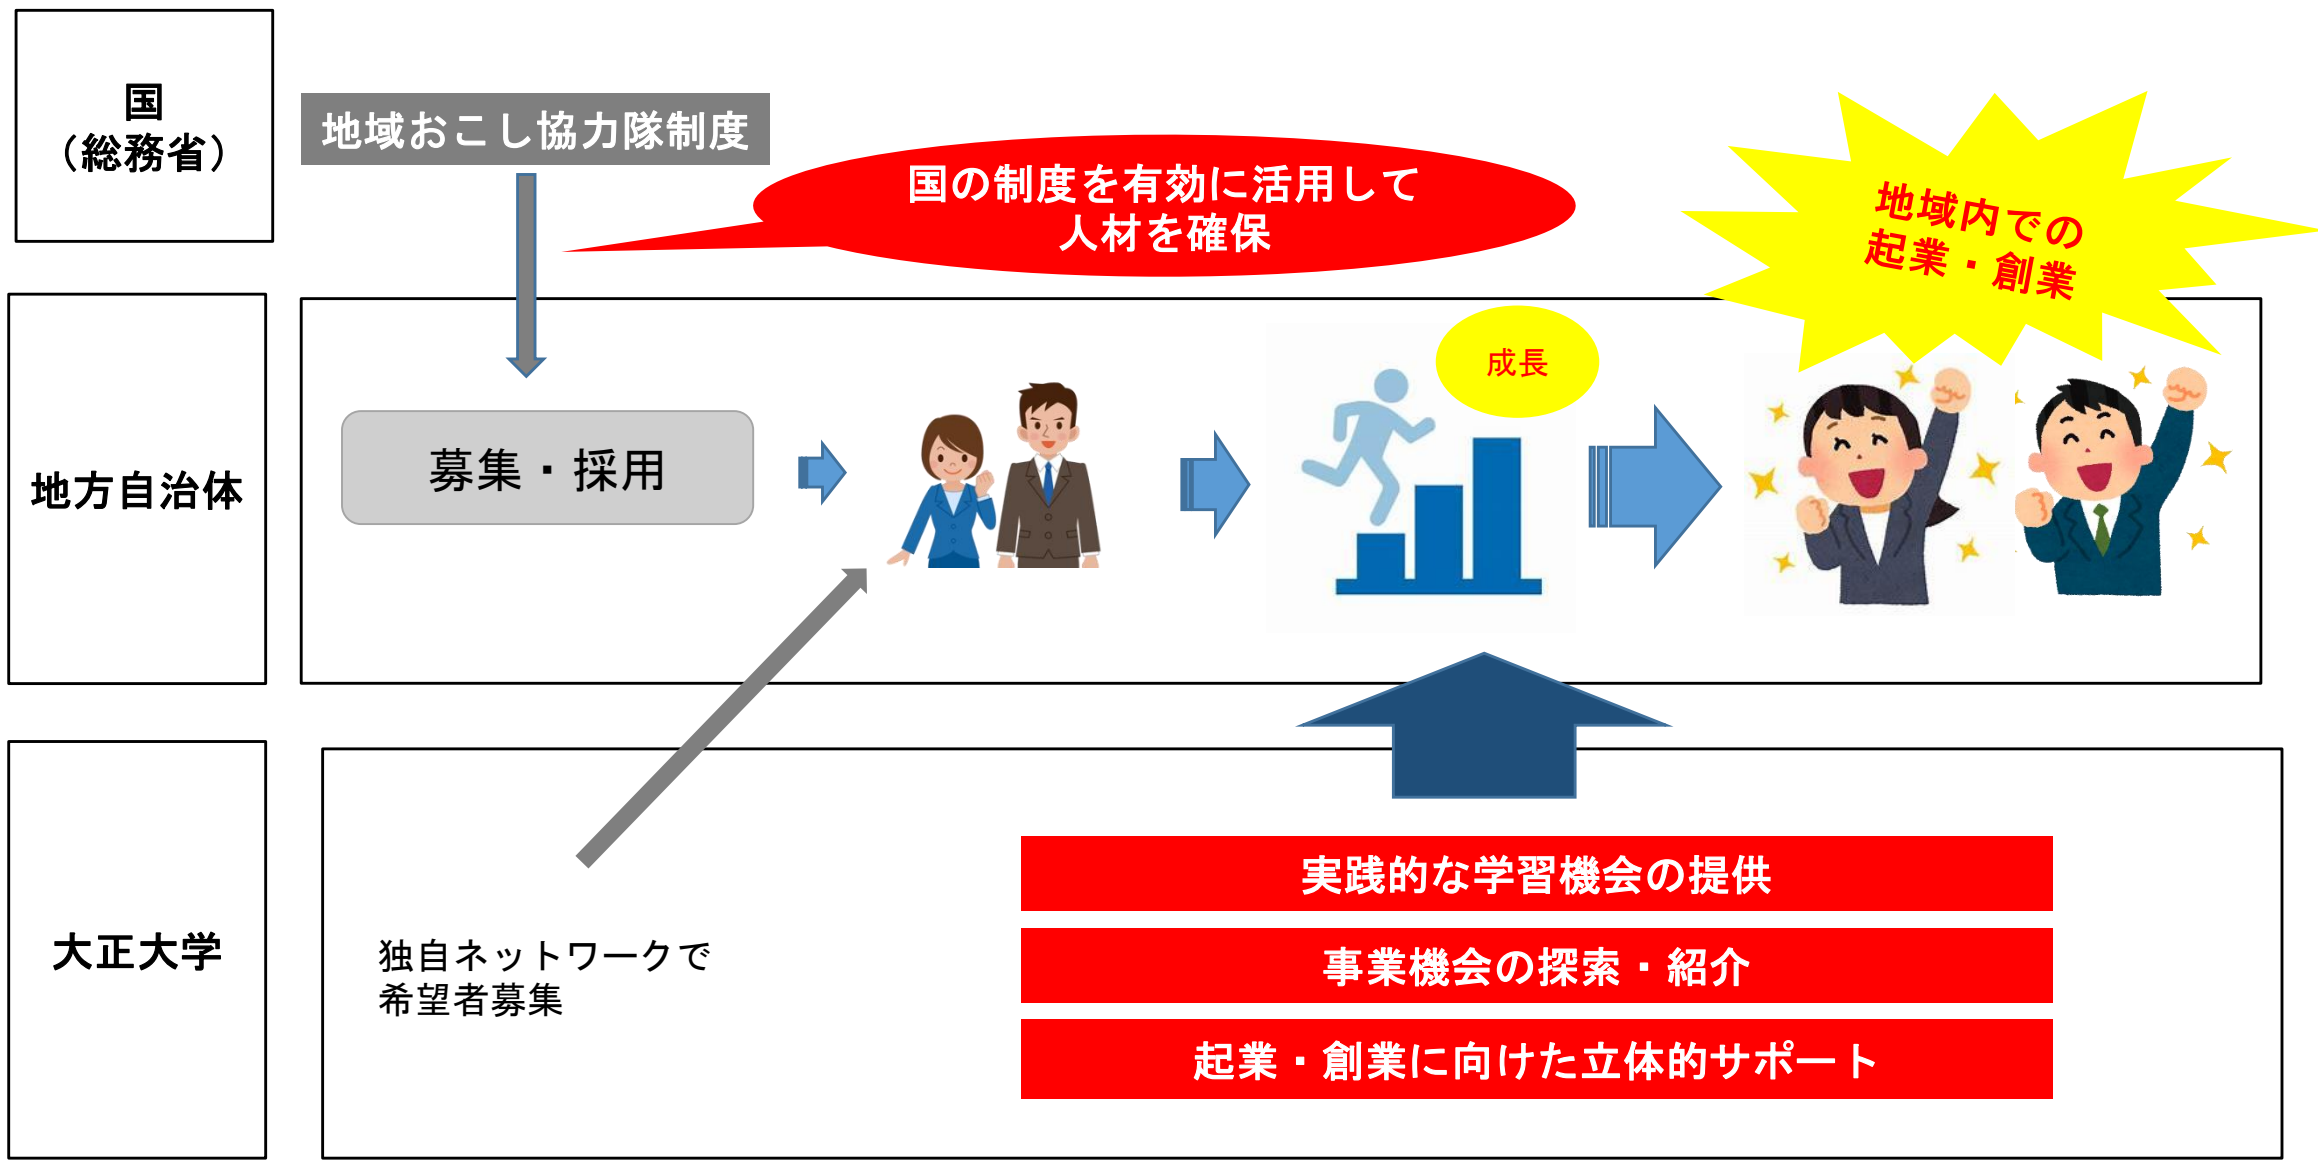 国
（総務省）
地域おこし協力隊制度
国の制度を有効に活用して
人材を確保
地域内での
起業・創業
地方自治体
募集・採用
成長
大正大学
独自ネットワークで
希望者募集
実践的な学習機会の提供
事業機会の探索・紹介
起業・創業に向けた立体的サポート